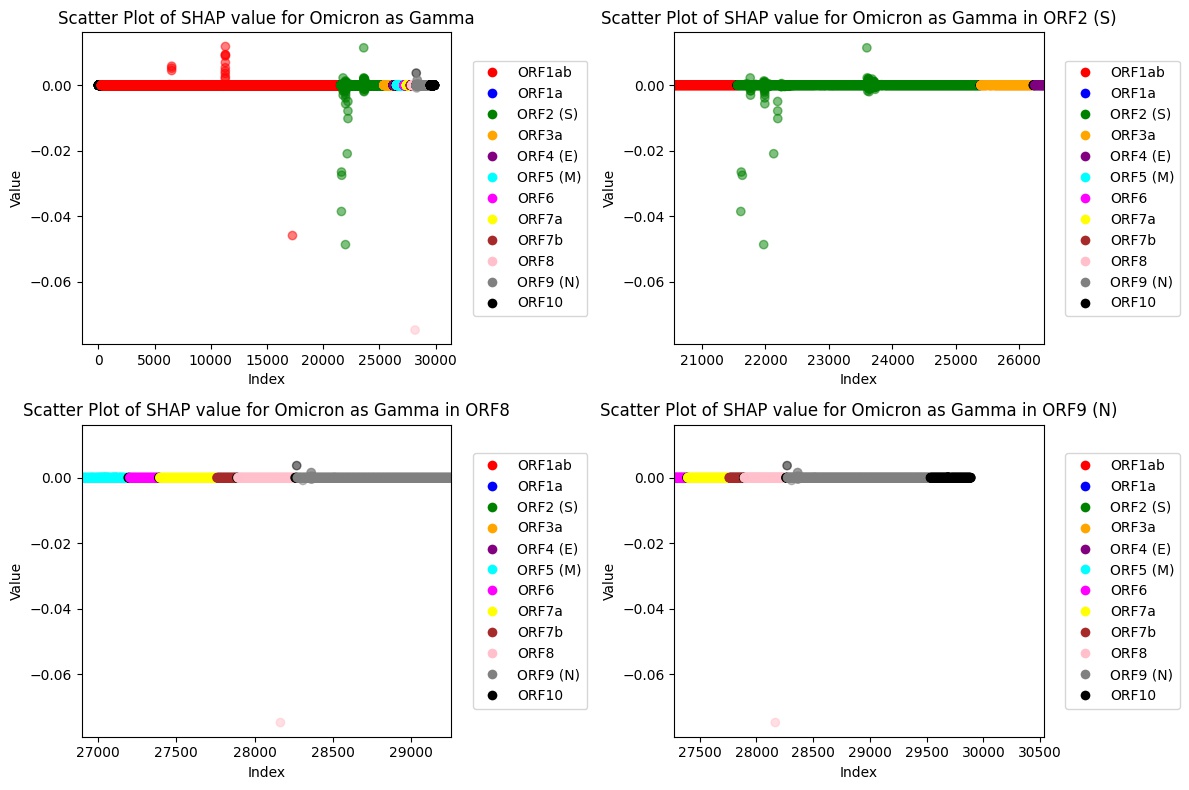 Scatter Plot of SHAP value for Omicron as Gamma
0.00
−0.02
−0.04
−0.06
Value
0
5000
10000
15000
20000
25000
30000
Index
ORF1ab
ORF1a
ORF2 (S)
ORF3a
ORF4 (E)
ORF5 (M)
ORF6
ORF7a
ORF7b
ORF8
ORF9 (N)
ORF10
Scatter Plot of SHAP value for Omicron as Gamma in ORF2 (S)
0.00
−0.02
−0.04
−0.06
Value
21000
22000
23000
24000
25000
26000
Index
ORF1ab
ORF1a
ORF2 (S)
ORF3a
ORF4 (E)
ORF5 (M)
ORF6
ORF7a
ORF7b
ORF8
ORF9 (N)
ORF10
Scatter Plot of SHAP value for Omicron as Gamma in ORF8
0.00
−0.02
−0.04
−0.06
Value
27000
27500
28000
28500
29000
Index
ORF1ab
ORF1a
ORF2 (S)
ORF3a
ORF4 (E)
ORF5 (M)
ORF6
ORF7a
ORF7b
ORF8
ORF9 (N)
ORF10
Scatter Plot of SHAP value for Omicron as Gamma in ORF9 (N)
0.00
−0.02
−0.04
−0.06
Value
27500
28000
28500
29000
29500
30000
30500
Index
ORF1ab
ORF1a
ORF2 (S)
ORF3a
ORF4 (E)
ORF5 (M)
ORF6
ORF7a
ORF7b
ORF8
ORF9 (N)
ORF10